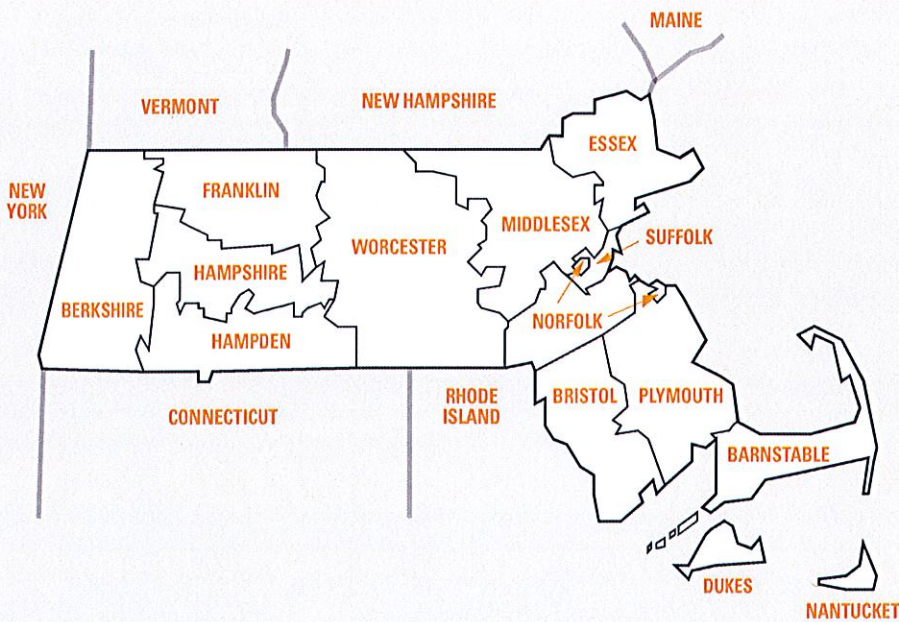 MAINE
VERMONT
NEW HAMPSHIRE
ESSEX
NEW
YORK
FRANKLIN
MIDDLESEX
SUFFOLK
WORCESTER
HAMPSHIRE
BERKSHIRE
NORFOLK
HAMPDEN
CONNECTICUT
RHODE
ISLAND
BRISTOL
PLYMOUTH
BARNSTABLE
DUKES
NANTUCKET